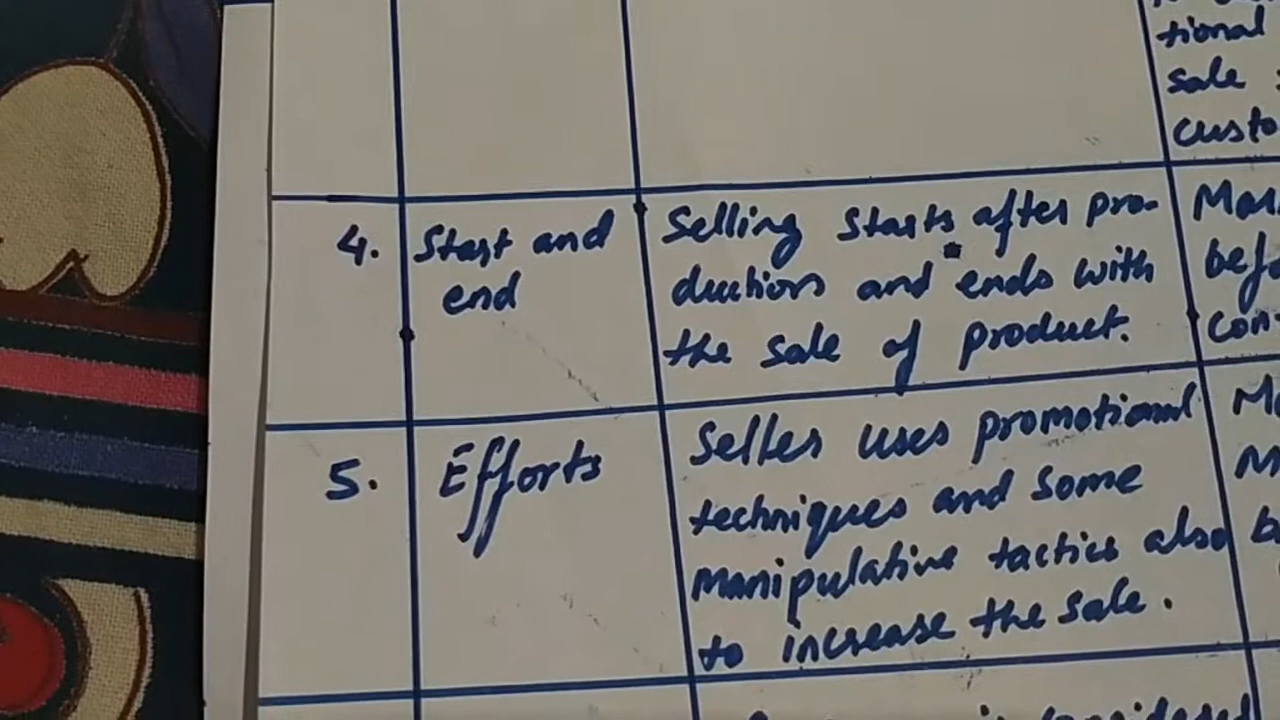 tional
sale
custo
4. Start and end
Selling starts after pro-
duction and ends with
the sale of product.
befo
con
5. Efforts
Seller uses promotional
techniques and some
manipulative tactics also
to increase the sale.